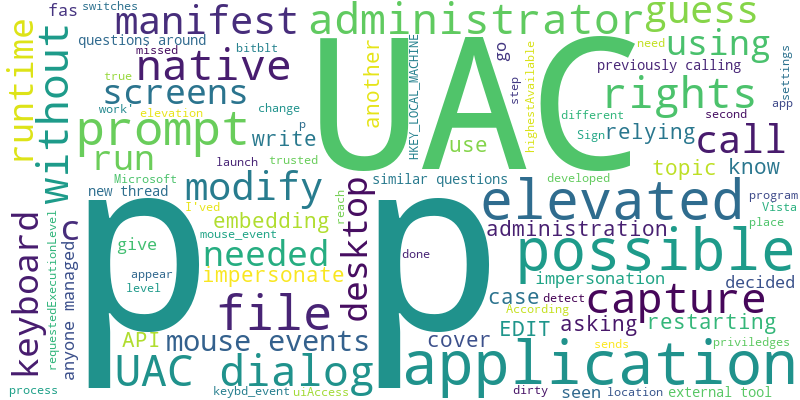 fas
switches
manifest
administrator
guess
questions around
missed
bitblt
native
UAC
previously calling
using
need
apsettings
true
screens
another
HKEY_LOCAL_MACHINE
go
step
highestAvailable
rights
app
runtime
without
work'
elevation
change
different
second
prompt
write
p
use
Sign
relying
call
run
launch
trusted
topic
know
new thread
Microsoft
modify
similar questions
developed
program
p p
I'ved
elevated
Vista
place
keyboard
c
requestedExecutionLevel
anyone managed
embedding
mouse_event
reach
desktop
administration
give
needed
done
possible
appear
level
impersonate
impersonation
decided
file
case
detect
capture
According
API
mouse events
cover
EDIT
asking
restarting
sends
priviledges
UAC dialog
application
process
keybd_event
uiAccess
dirty
seen
location
external tool